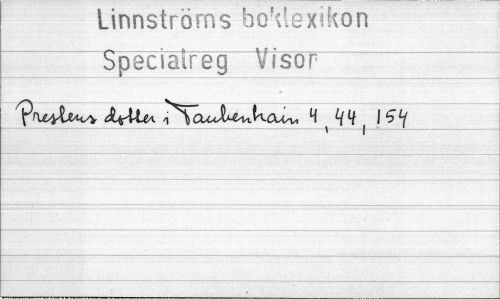 Linnströms boklexikon
Specialreg Visor
Prestens dotter i Taubenhain 4, 44, 154